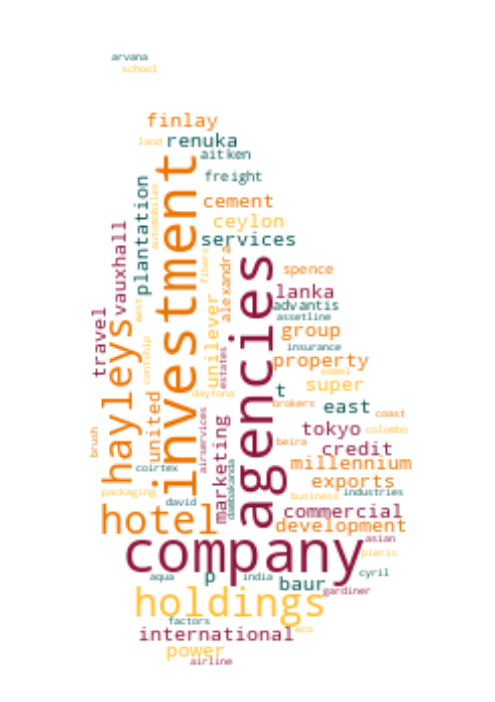 arvana
school
finlay
land
renuka
aitken
freight
investment
plantation
automobiles
cement
ceylon
services
vauxhall
alexandra
fibers
agencies
spence
lanka
advantis
assetline
group
travel
hayleys
west
unilever
insurance
property
contship
estates
eamel
super
daytona
t
brokers
east
coast
united
airservices
marketing
tokyo
colombo
brush
beira
credit
coirtex
dambakanda
millennium
exports
packaging
david
business
industries
hotel
commercial
development
company
asian
pieris
aqua
p
india
baur
cyril
gardiner
holdings
factors
international
eco
power
airline